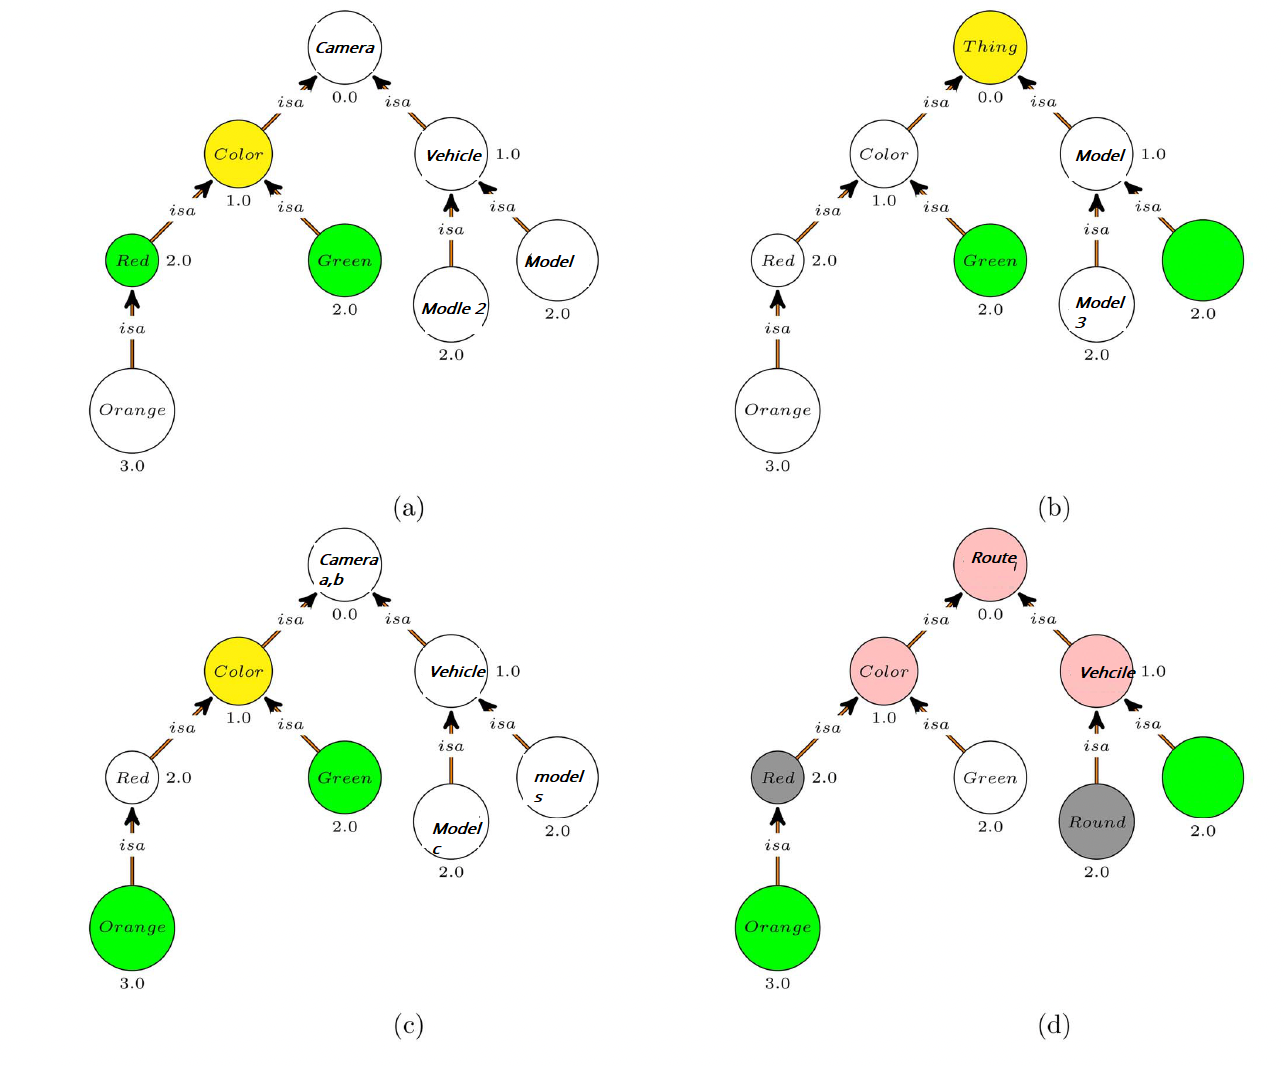 Camera
0.0
isa
isa
Color
1.0
Vehicle
1.0
isa
isa
isa
isa
Red
2.0
Green
2.0
Modle 2
2.0
Model
2.0
isa
Orange
3.0
(a)
Thing
0.0
isa
isa
Color
1.0
Model
1.0
isa
isa
isa
isa
Red
2.0
Green
2.0
Model
3
2.0
2.0
isa
Orange
3.0
(b)
Camera
a,b
0.0
isa
isa
Color
1.0
Vehicle
1.0
isa
isa
isa
isa
Red
2.0
Green
2.0
Model
c
2.0
model
s
2.0
isa
Orange
3.0
(c)
Route
0.0
isa
isa
Color
1.0
Vehcile
1.0
isa
isa
isa
isa
Red
2.0
Green
2.0
Round
2.0
2.0
isa
Orange
3.0
(d)